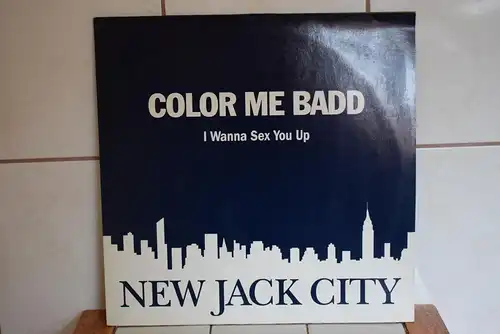 COLOR ME BADD
I Wanna Sex You Up
NEW JACK CITY